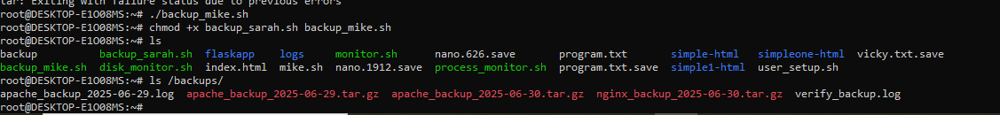 tar: Exiting with failure status due to previous errors
root@DESKTOP-E1O08MS:~# ./backup_mike.sh
root@DESKTOP-E1O08MS:~# chmod +x backup_sarah.sh backup_mike.sh
root@DESKTOP-E1O08MS:~# ls
backup backup_sarah.sh flaskapp logs monitor.sh nano.626.save program.txt simple-html simpleone-html vicky.txt.save
backup_mike.sh disk_monitor.sh index.html mike.sh nano.1912.save process_monitor.sh program.txt.save simple1-html user_setup.sh
root@DESKTOP-E1O08MS:~# ls /backups/
apache_backup_2025-06-29.log apache_backup_2025-06-29.tar.gz apache_backup_2025-06-30.tar.gz nginx_backup_2025-06-30.tar.gz verify_backup.log
root@DESKTOP-E1O08MS:~#